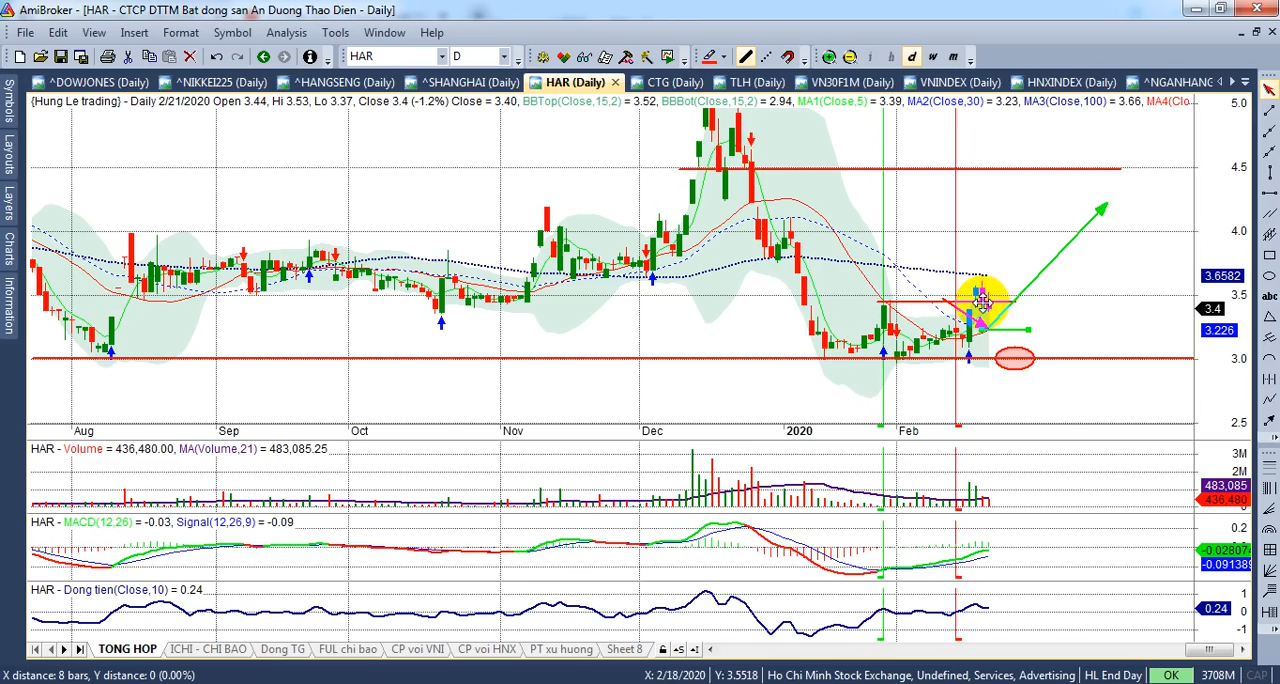 AmiBroker - [HAR - CTCP DTTM Bat dong san An Duong Thao Dien - Daily]
File Edit View Insert Format Symbol Analysis Tools Window Help
HAR D d w m
^DOWJONES (Daily) ^NIKKEI225 (Daily) ^HANGSENG (Daily) ^SHANGHAI (Daily) HAR (Daily) CTG (Daily) TLH (Daily) VN30F1M (Daily) VNINDEX (Daily) HNXINDEX (Daily) ^NGANHANG
{Hung Le trading} - Daily 2/21/2020 Open 3.44, Hi 3.53, Lo 3.37, Close 3.4 (-1.2%) Close = 3.40, BBTop(Close,15,2) = 3.52, BBBot(Close,15,2) = 2.94, MA1(Close,5) = 3.39, MA2(Close,30) = 3.23, MA3(Close,100) = 3.66, MA4(Clo
Symbols
Layouts
Layers
Charts
Information
abc
5.0
4.5
4.0
3.6582
3.5
3.4
3.226
3.0
2.5
Aug Sep Oct Nov Dec 2020 Feb
HAR - Volume = 436,480.00, MA(Volume,21) = 483,085.25
3M
2M
483,085
436,480
0
HAR - MACD(12,26) = -0.03, Signal(12,26,9) = -0.09
0.2
-0.028074
-0.091389
HAR - Dong tien(Close,10) = 0.24
1
0.24
0
-1
TONG HOP ICHI - CHI BAO Dong TG FUL chi bao CP voi VNI CP voi HNX PT xu huong Sheet 8
X distance: 8 bars, Y distance: 0 (0.00%) X: 2/18/2020 Y: 3.5518 Ho Chi Minh Stock Exchange, Undefined, Services, Advertising HL End Day OK 3708M CAP